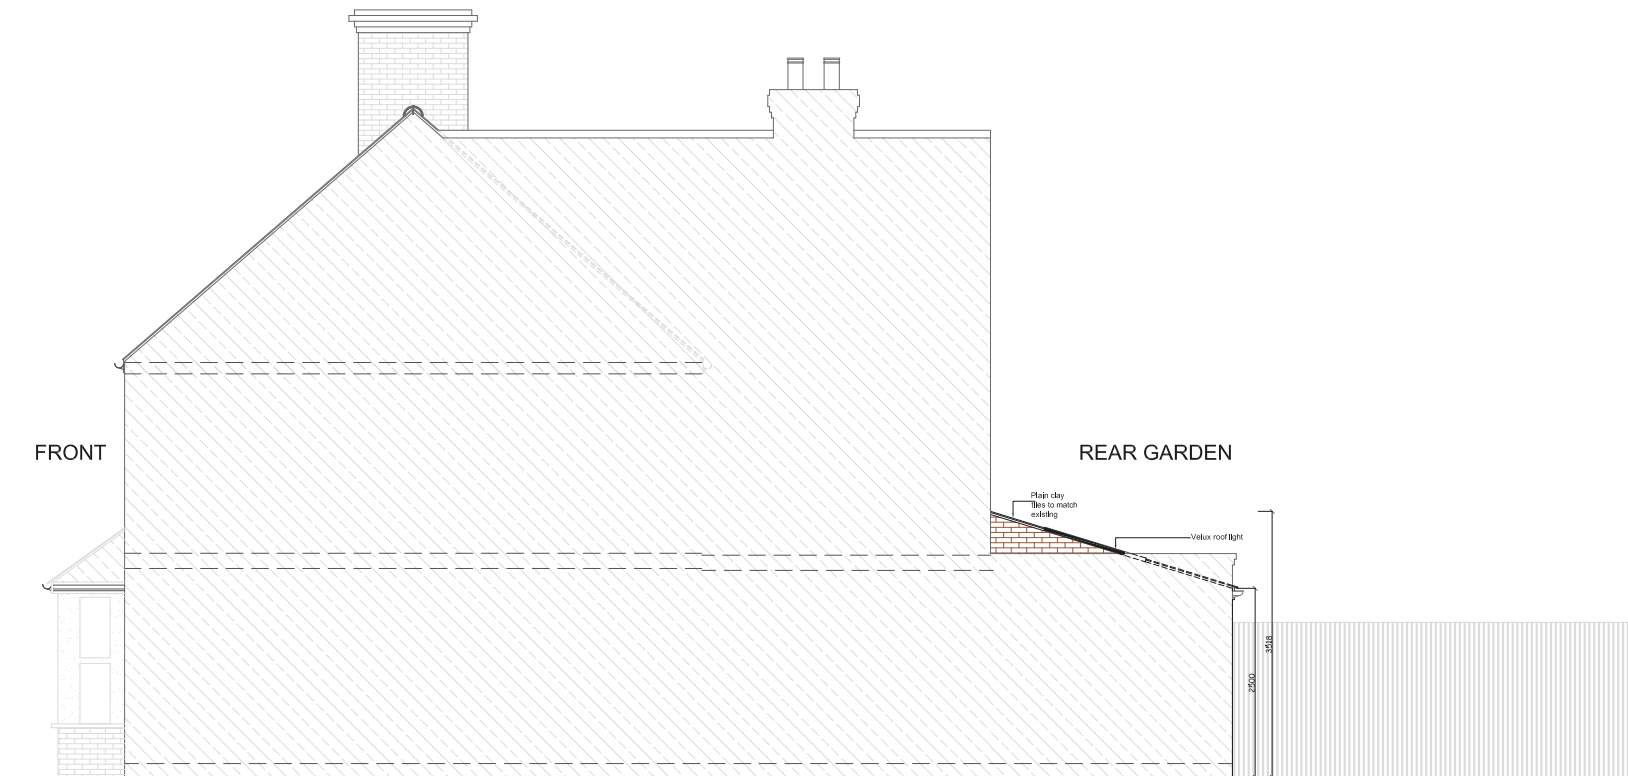 FRONT
REAR GARDEN
Plain clay
tiles to match
existing
Velux roof light
3518
2500